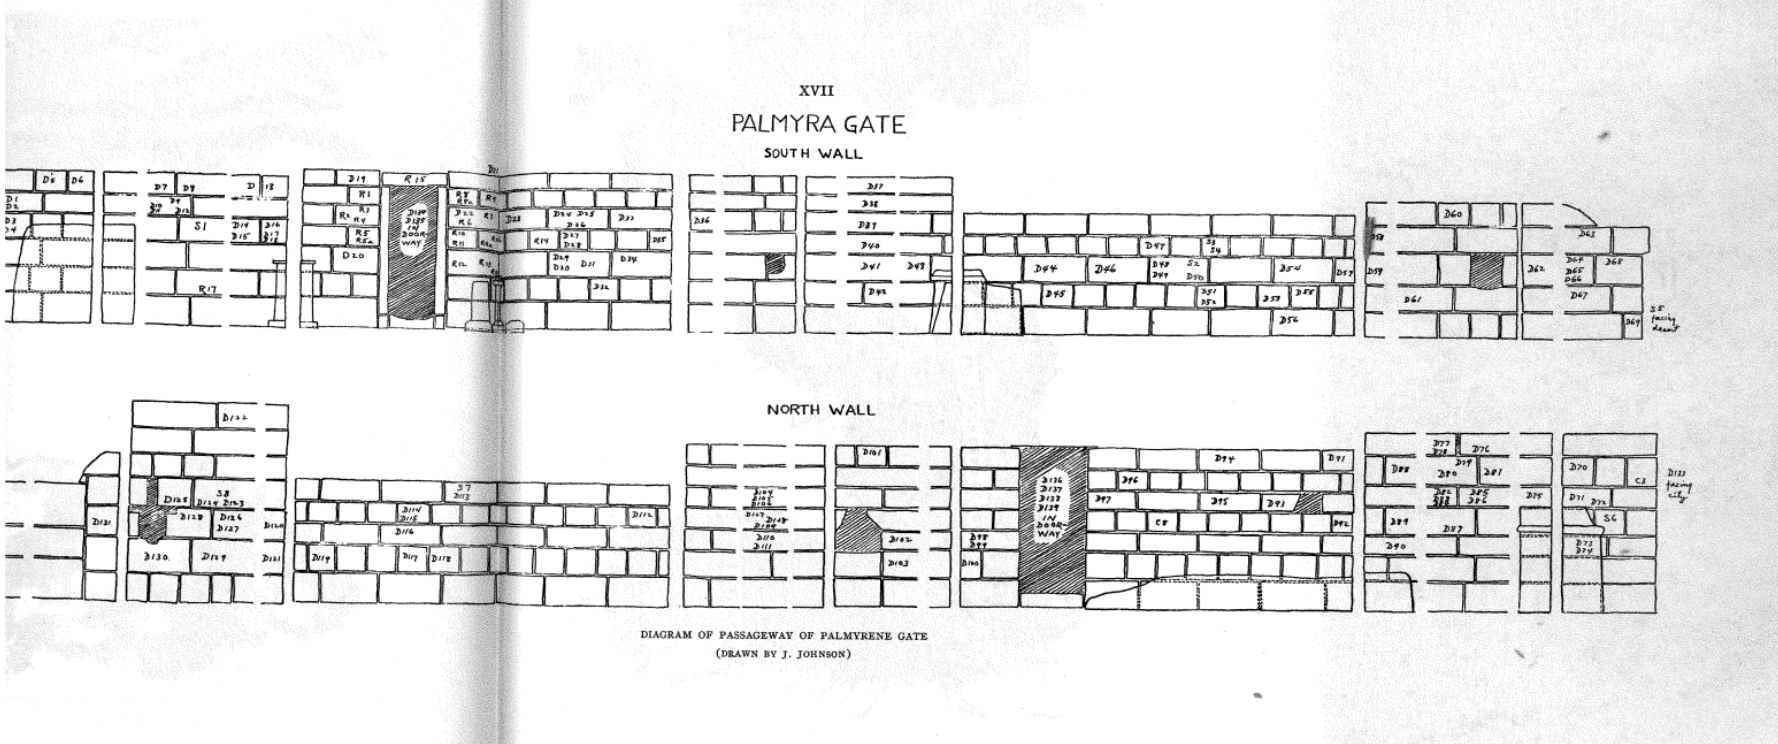 XVII
PALMYRA GATE
SOUTH WALL
D5 D6
D1
D2
D3
D4
D7 D8
D9
D10
D11 D12
D 13
S1
D14 D16
D15 D17
D18
R17
D19
R1
R3
R2 R4
R5
R5a
D20
R15
D134
D135
IN
DOOR-
WAY
D21
R8 R9
R8a
D22 R7
R6
R10
R11
R12
D23
R14
D24 D25
D26
D27
D28
D29
D30 D31
D32
D33
D34
D35
D36
D37
D38
D39
D40
D41 D43
D42
D44 D46
D45
D47
D48
D49
S3
S4
S2
D50
D51
D52
D53 D55
D54
D56
D57
D58
D59
D60
D61
D62
D63
D64
D65
D66
D68
D67
D69
S5
facing
desert
NORTH WALL
D122
D131
D125
S8
D124 D123
D128 D126
D127
D130 D129
D120
D121
S7
D113
D114
D115
D116
D112
D119
D117 D118
D104
D105
D106
D107
D108
D109
D110
D111
D101
D102
D103
D98
D99
D100
D136
D137
D138
D139
IN
DOOR-
WAY
D94 D91
D96
D97 D95 D93
C8 D92
D88
D89
D90
D77
D78 D76
D79
D80 D81
D82 D85
D86
D87
D75
D70
C3
D71 D72
S6
D73
D74
D133
facing
city
DIAGRAM OF PASSAGEWAY OF PALMYRENE GATE
(DRAWN BY J. JOHNSON)